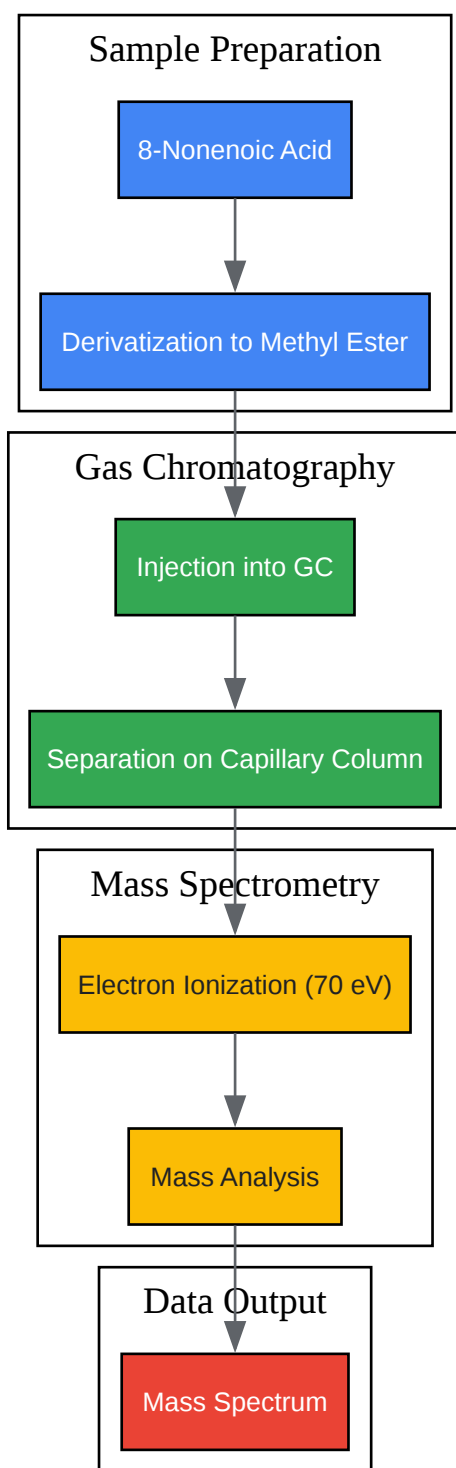 Sample Preparation
8-Nonenoic Acid
Derivatization to Methyl Ester
Gas Chromatography
Injection into GC
Separation on Capillary Column
Mass Spectrometry
Electron Ionization (70 eV)
Mass Analysis
Data Output
Mass Spectrum